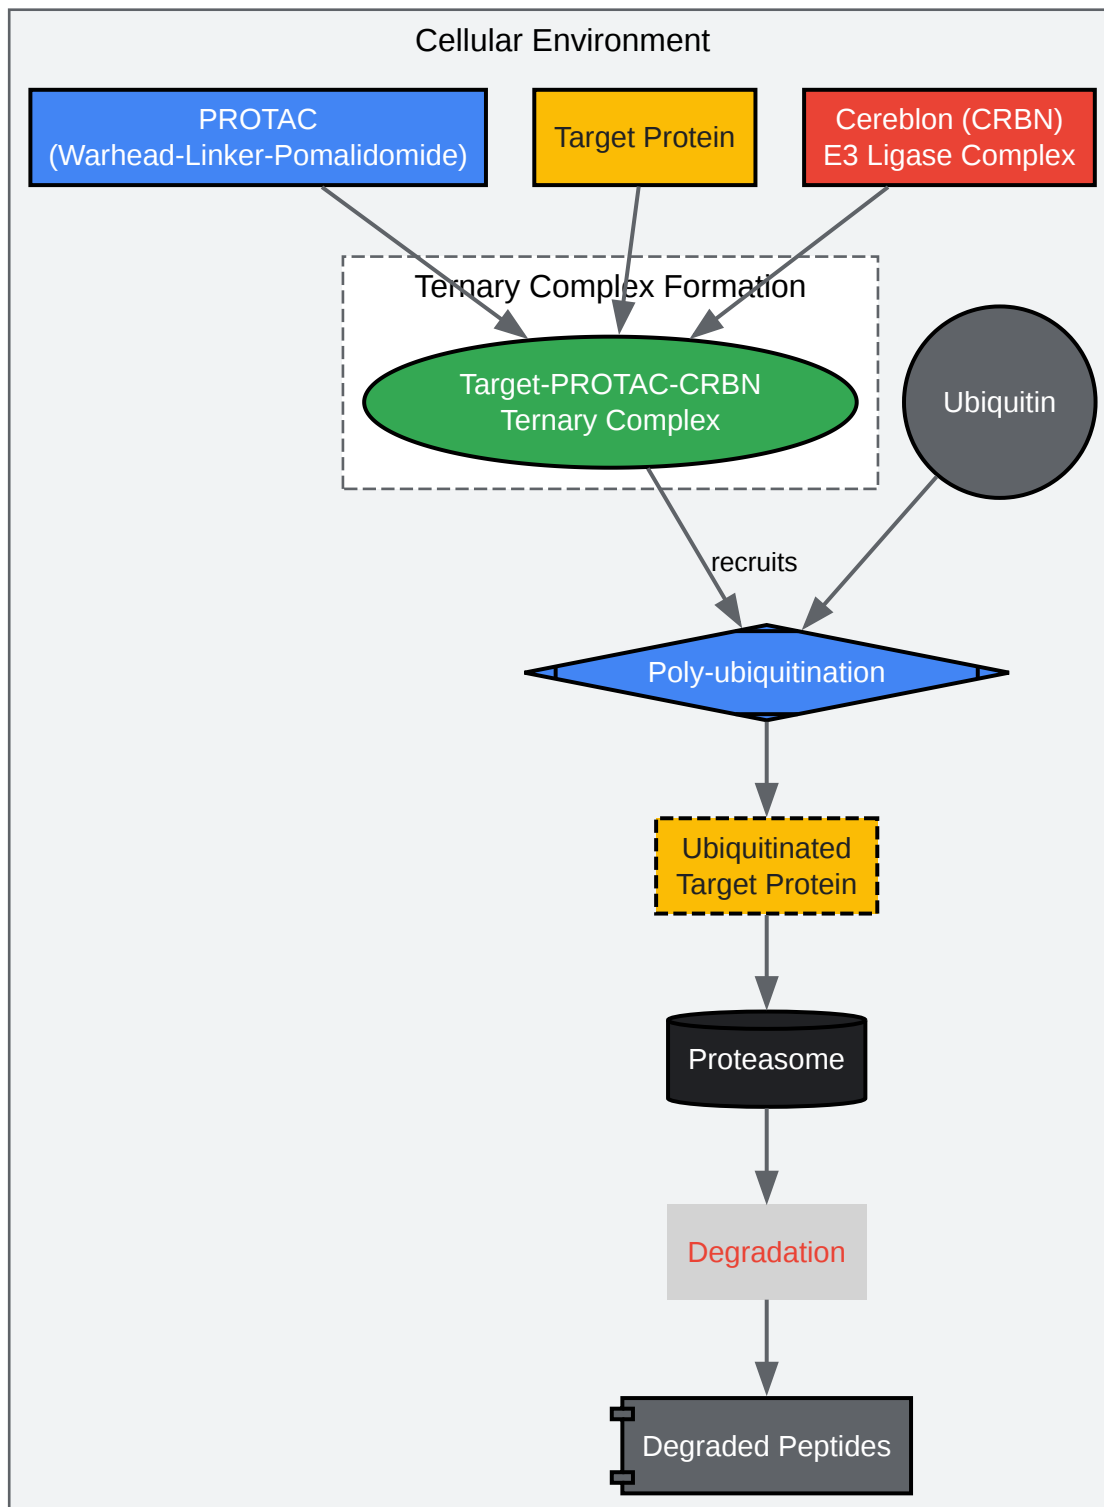 Cellular Environment
PROTAC
(Warhead-Linker-Pomalidomide)
Target Protein
Cereblon (CRBN)
E3 Ligase Complex
Ternary Complex Formation
Target-PROTAC-CRBN
Ternary Complex
Ubiquitin
recruits
Poly-ubiquitination
Ubiquitinated
Target Protein
Proteasome
Degradation
Degraded Peptides